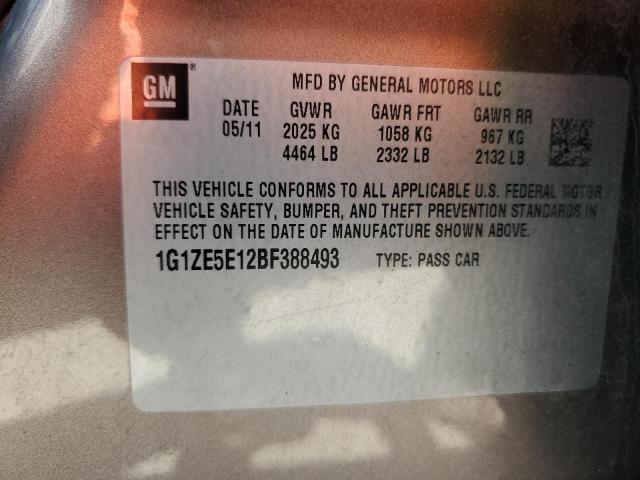 GM ®
MFD BY GENERAL MOTORS LLC
DATE GVWR GAWR FRT GAWR RR
05/11 2025 KG 1058 KG 967 KG
4464 LB 2332 LB 2132 LB
THIS VEHICLE CONFORMS TO ALL APPLICABLE U.S. FEDERAL MOTOR
VEHICLE SAFETY, BUMPER, AND THEFT PREVENTION STANDARDS IN
EFFECT ON THE DATE OF MANUFACTURE SHOWN ABOVE.
1G1ZE5E12BF388493 TYPE: PASS CAR